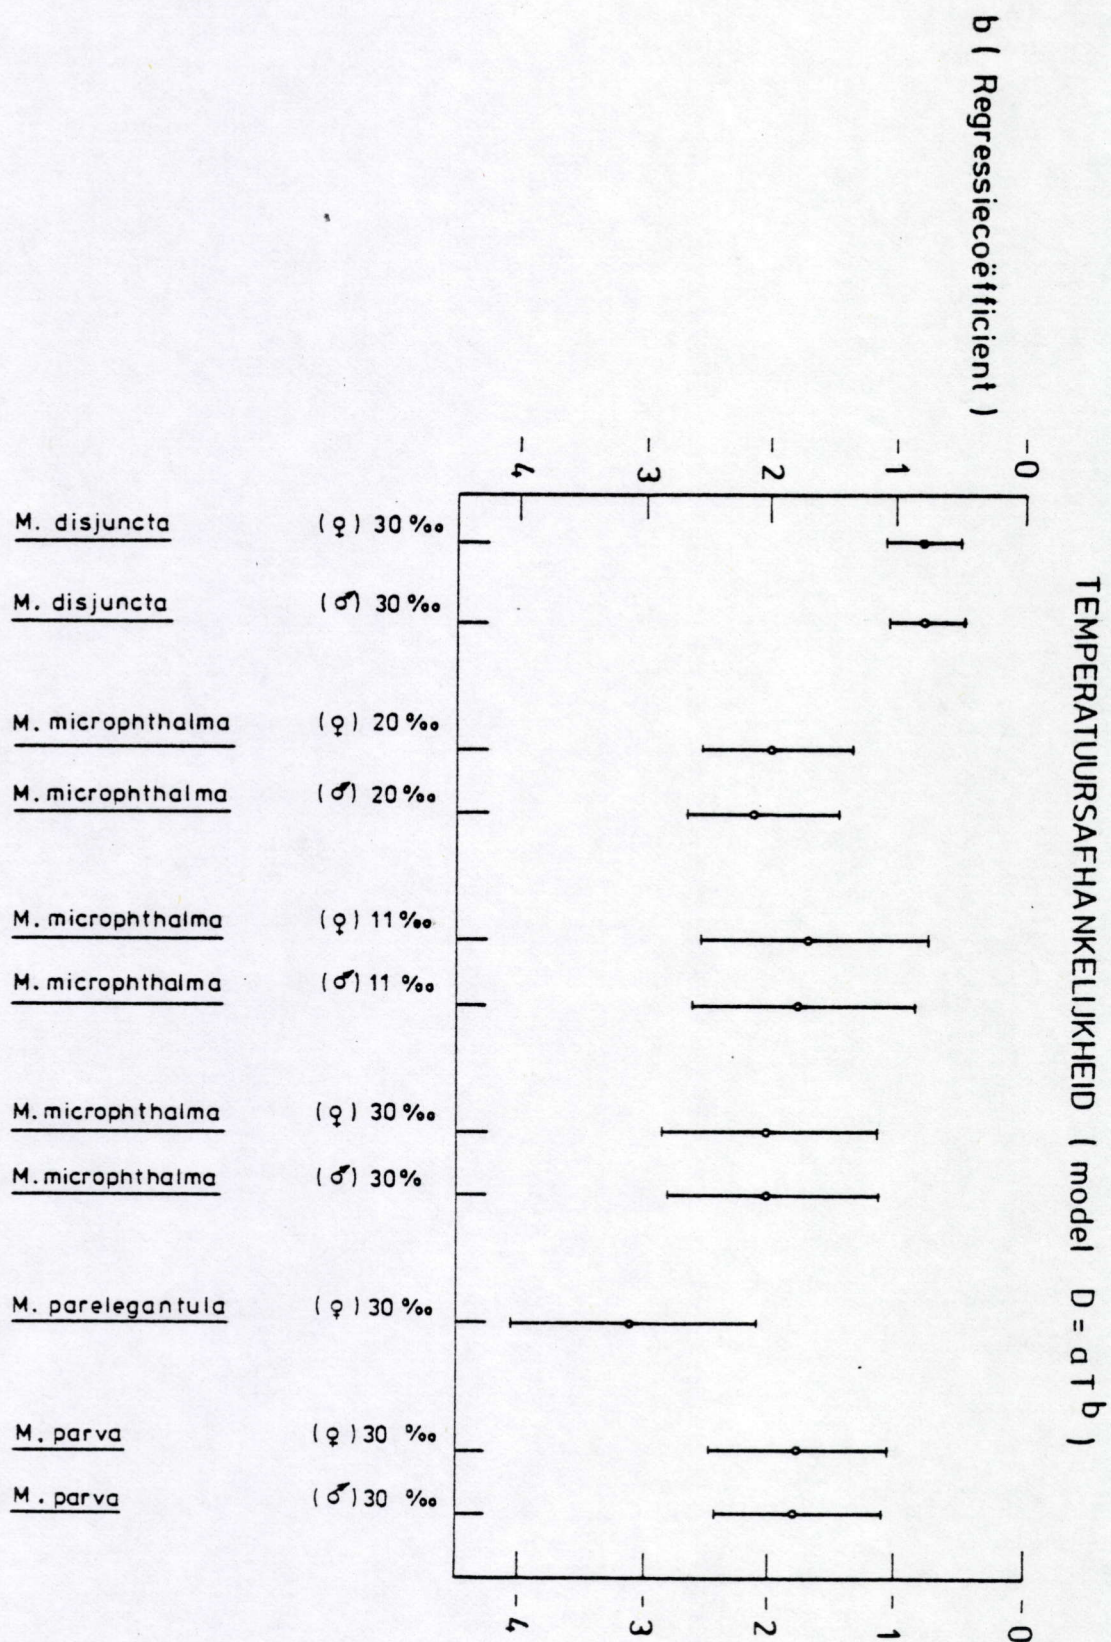 TEMPERATUURSAFHANKELIJKHEID ( model D = aT^b )
b ( Regressiecoëfficient )
-4 -3 -2 -1 -0
M. disjuncta (♀) 30 ‰
M. disjuncta (♂) 30 ‰
M. microphthalma (♀) 20 ‰
M. microphthalma (♂) 20 ‰
M. microphthalma (♀) 11 ‰
M. microphthalma (♂) 11 ‰
M. microphthalma (♀) 30 ‰
M. microphthalma (♂) 30%
M. parelegantula (♀) 30 ‰
M. parva (♀) 30 ‰
M. parva (♂) 30 ‰
-4 -3 -2 -1 -0